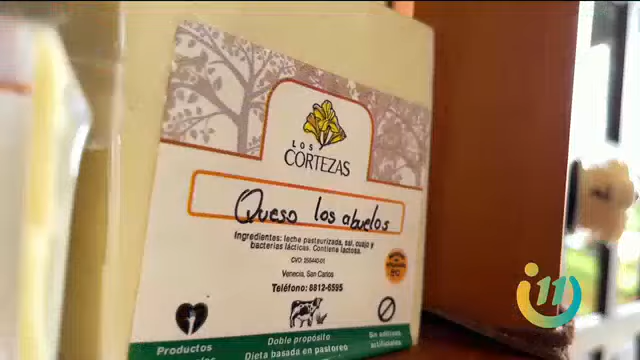 LOS
CORTEZAS
Queso los abuelos
Ingredientes: leche pasteurizada, sal, cuajo y
bacterias lácticas. Contiene lactosa.
Venecia, San Carlos
Teléfono: 8812-6595
Productos
Doble propósito
Dieta basada en pastoreo
Sin aditivos
artificiales
i11